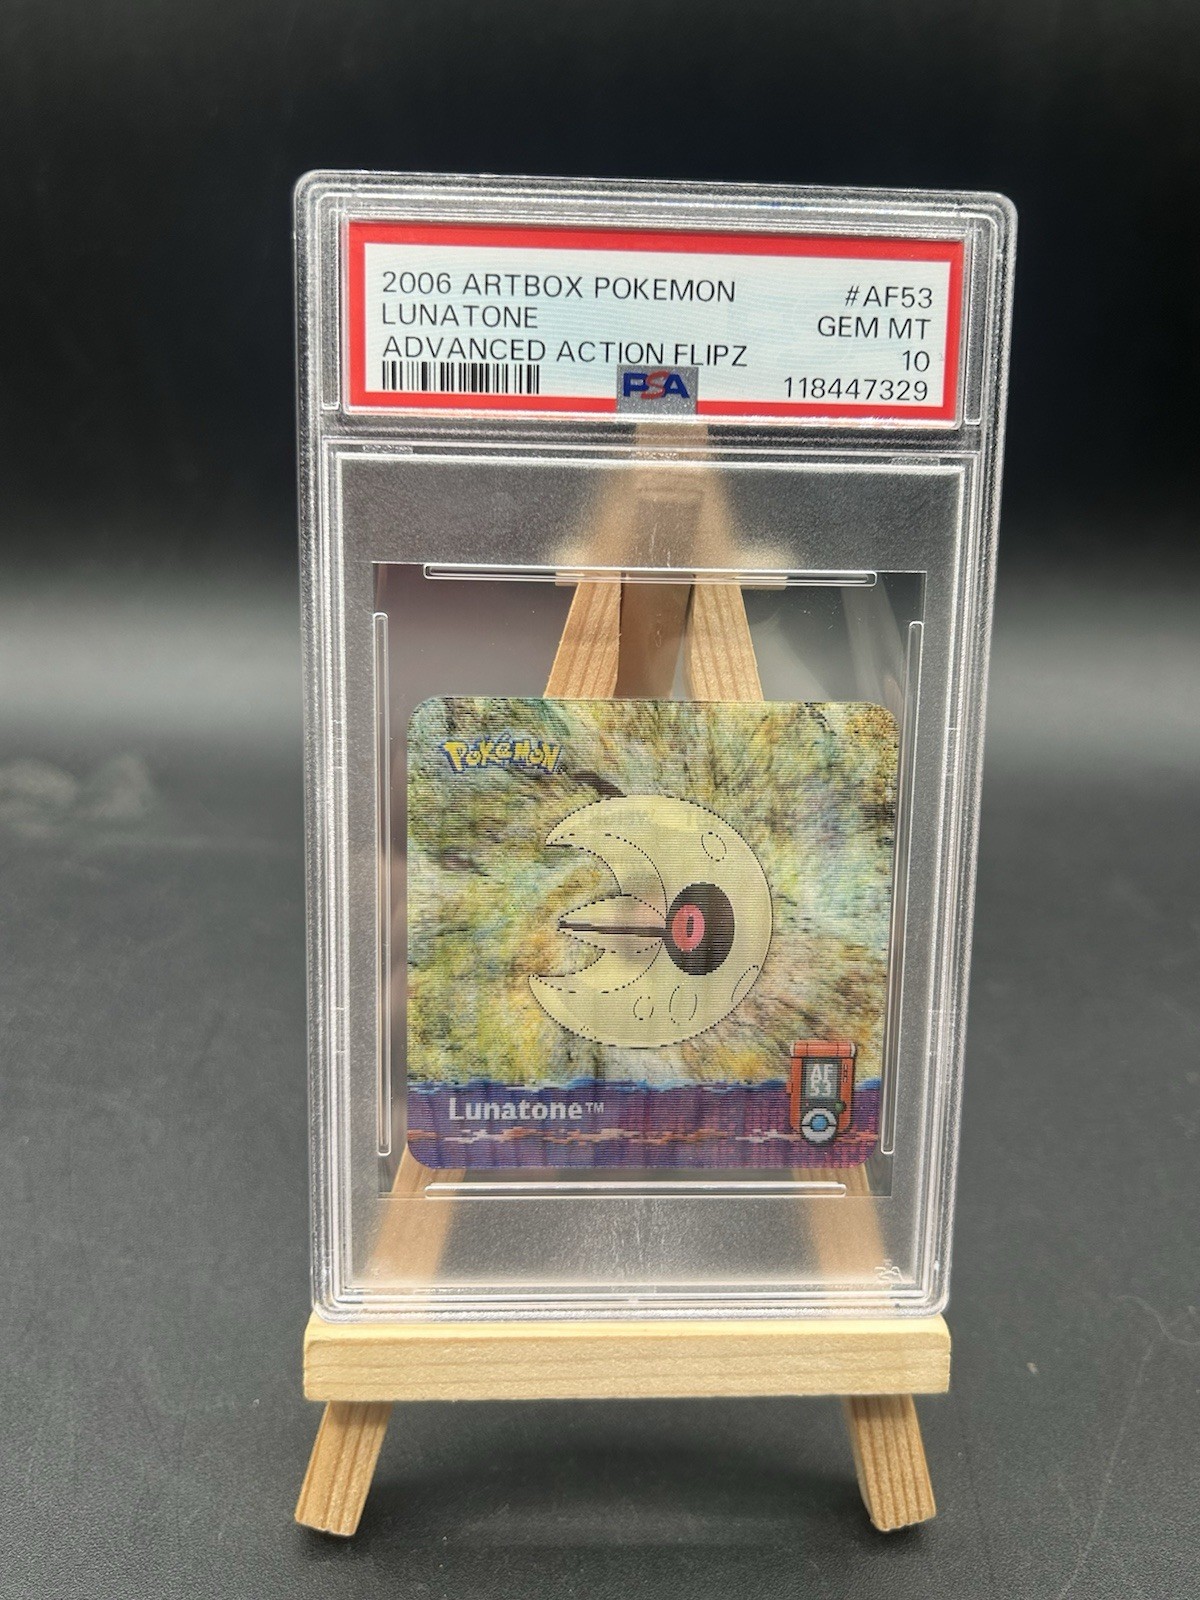 2006 ARTBOX POKEMON #AF53
LUNATONE GEM MT
ADVANCED ACTION FLIPZ 10
PSA 118447329
POKéMON
AF
53
Lunatone™